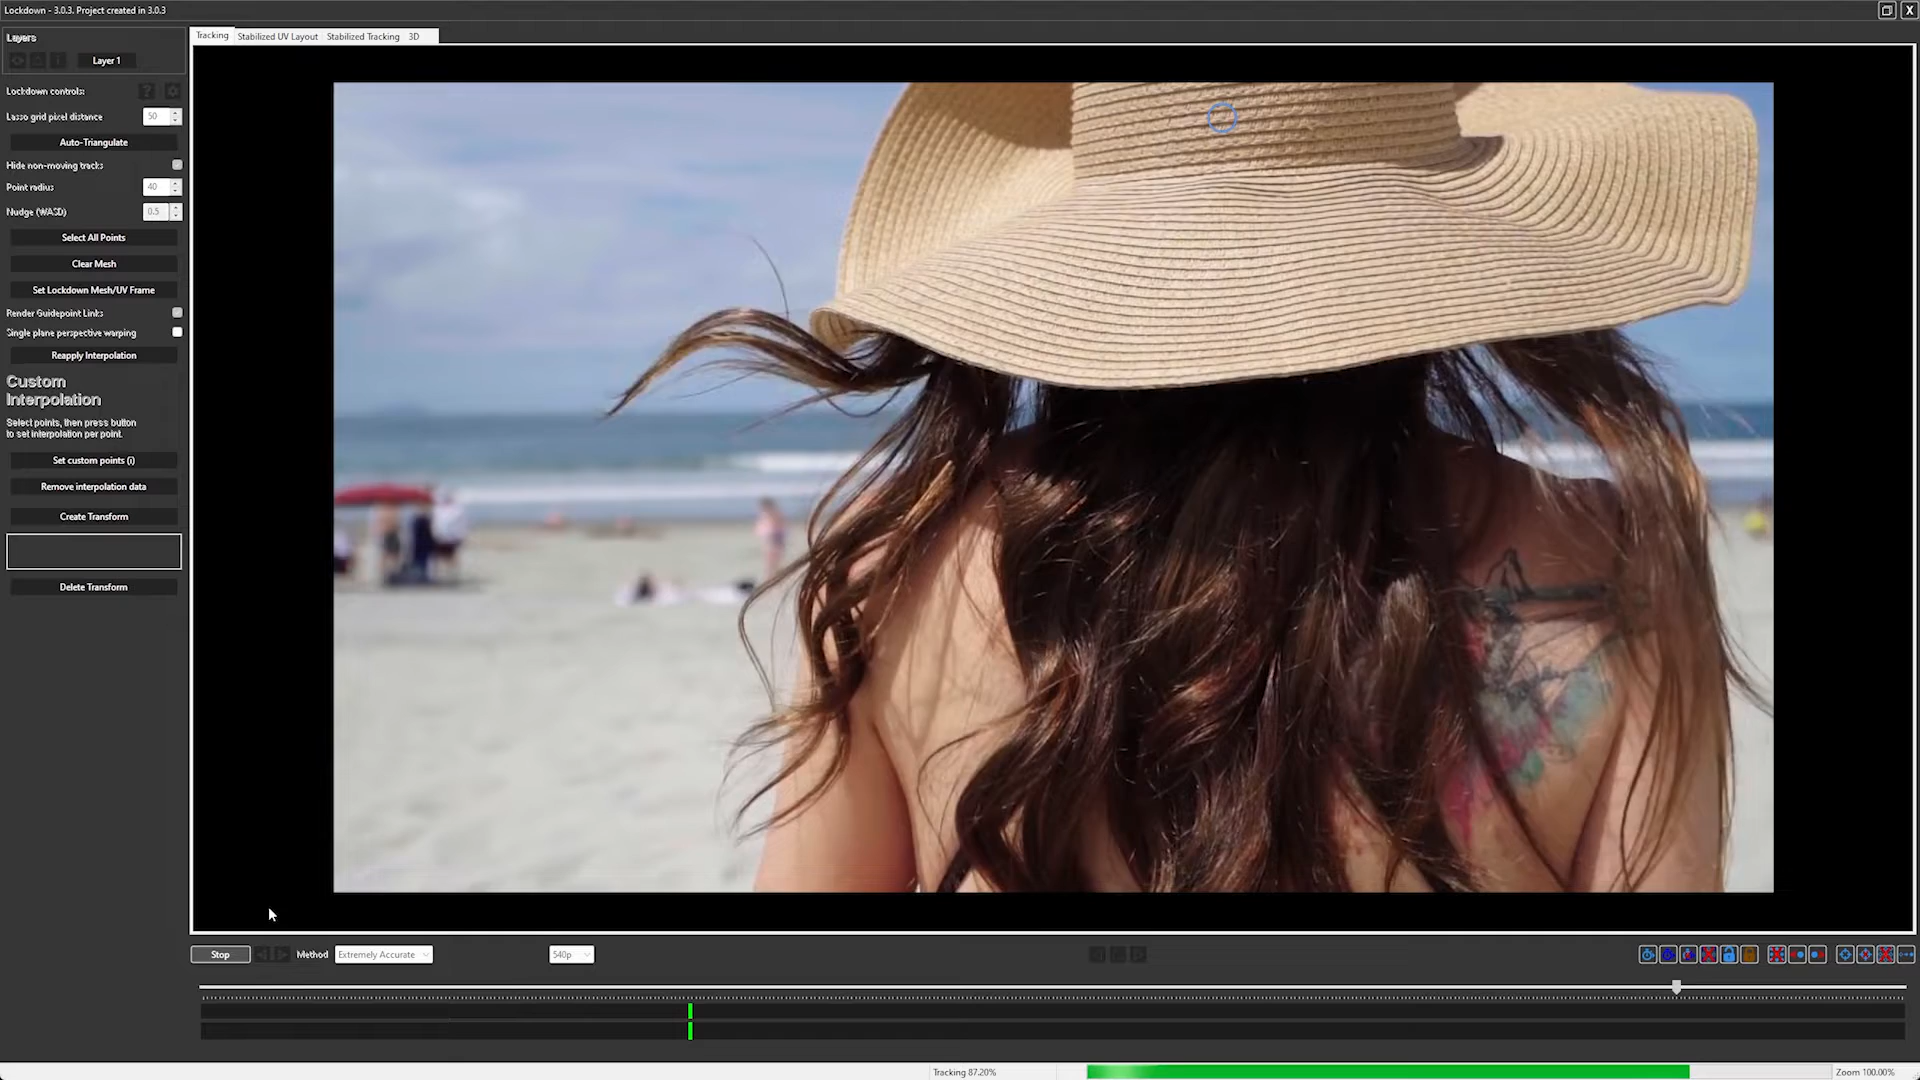 Lockdown - 3.0.3. Project created in 3.0.3
X
Layers
Layer 1
Tracking
Stabilized UV Layout
Stabilized Tracking
3D
Lockdown controls:
?
Lasso grid pixel distance
50
Auto-Triangulate
Hide non-moving tracks
Point radius
40
Nudge (WASD)
0.5
Select All Points
Clear Mesh
Set Lockdown Mesh/UV Frame
Render Guidepoint Links
Single plane perspective warping
Reapply Interpolation
Custom
Interpolation
Select points, then press button
to set interpolation per point.
Set custom points (i)
Remove interpolation data
Create Transform
Delete Transform
Stop
Method
Extremely Accurate
540p
Tracking 87.20%
Zoom 100.00%